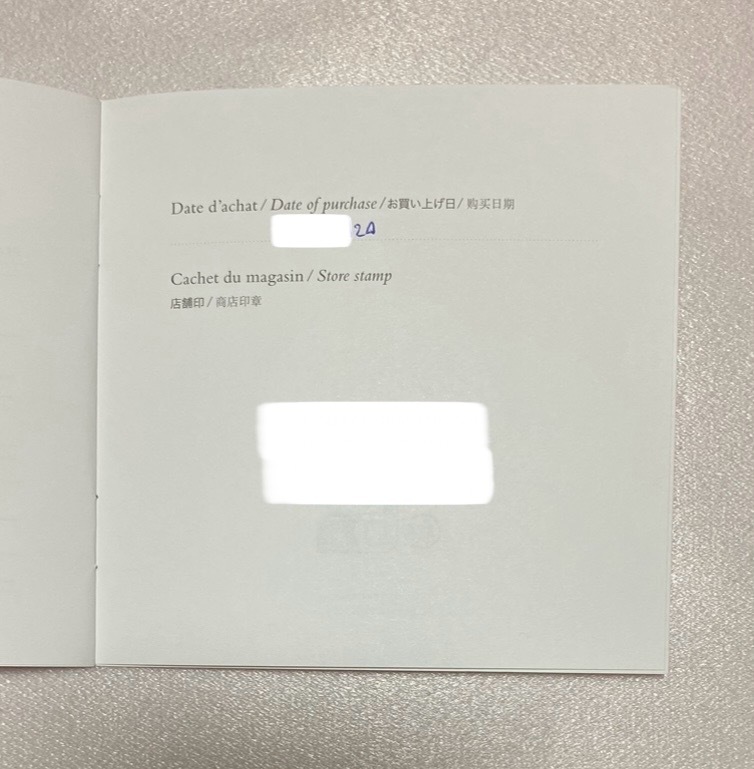 Date d'achat / Date of purchase / お買い上げ日 / 购买日期
24
Cachet du magasin / Store stamp
店舗印 / 商店印章